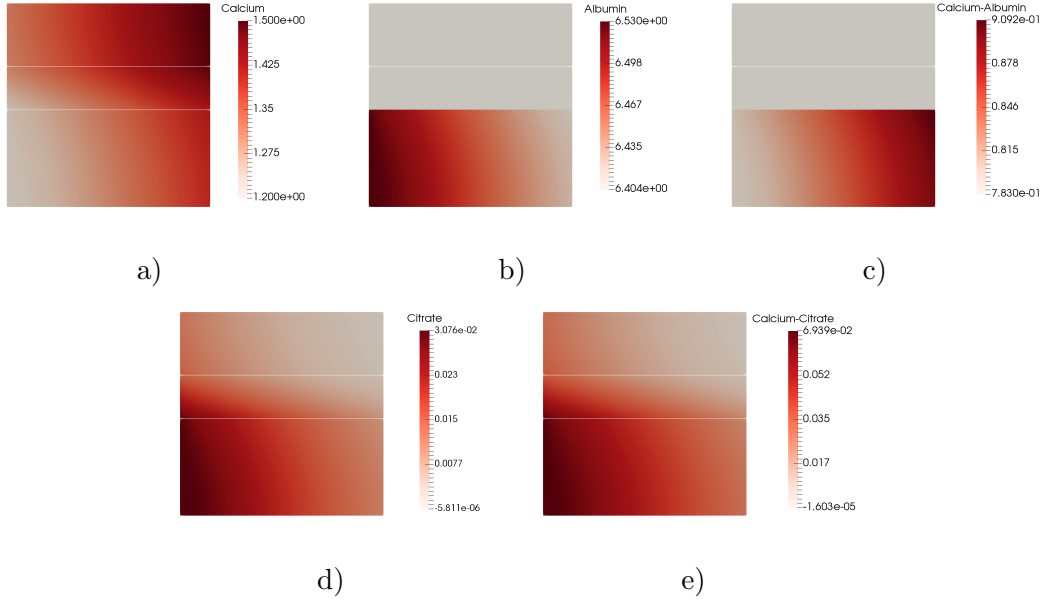 Calcium
1.500e+00
1.425
1.35
1.275
1.200e+00
a)
Albumin
6.530e+00
6.498
6.467
6.435
6.404e+00
b)
Calcium-Albumin
9.092e-01
0.878
0.846
0.815
7.830e-01
c)
Citrate
3.076e-02
0.023
0.015
0.0077
-5.811e-06
d)
Calcium-Citrate
6.939e-02
0.052
0.035
0.017
-1.603e-05
e)